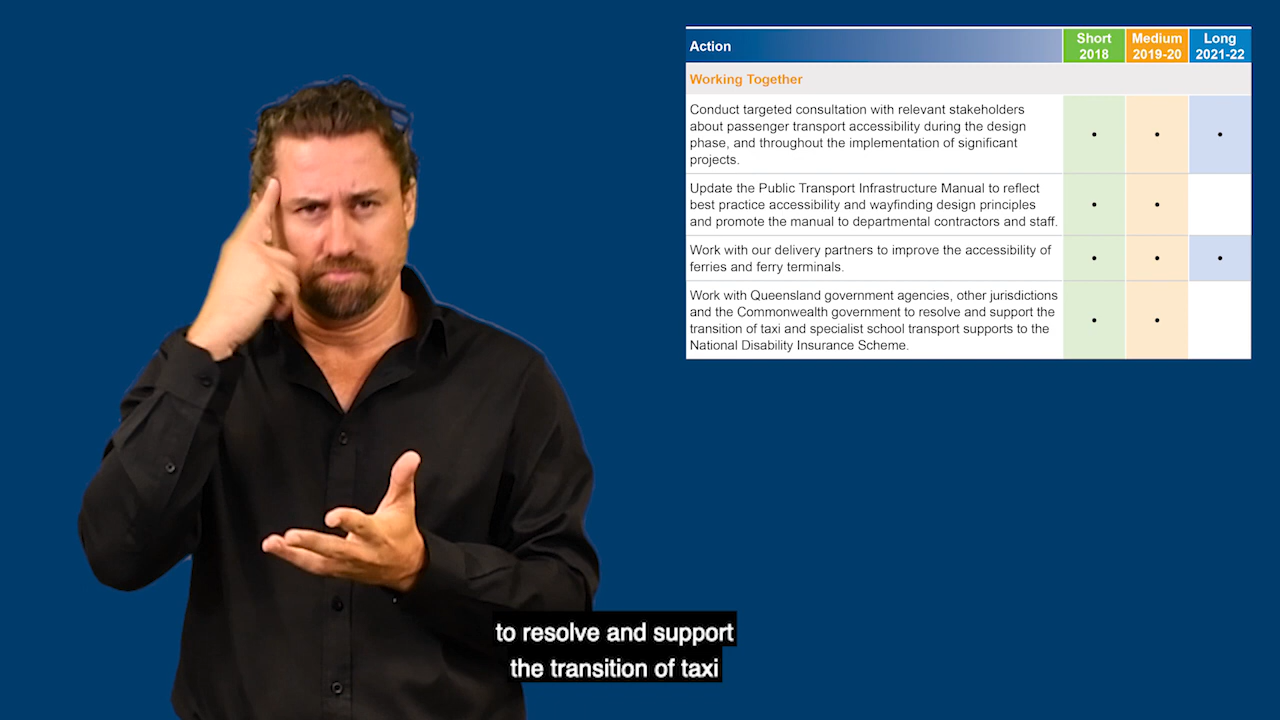 Action
Short
2018
Medium
2019-20
Long
2021-22
Working Together
Conduct targeted consultation with relevant stakeholders
about passenger transport accessibility during the design
phase, and throughout the implementation of significant
projects.
Update the Public Transport Infrastructure Manual to reflect
best practice accessibility and wayfinding design principles
and promote the manual to departmental contractors and staff.
Work with our delivery partners to improve the accessibility of
ferries and ferry terminals.
Work with Queensland government agencies, other jurisdictions
and the Commonwealth government to resolve and support the
transition of taxi and specialist school transport supports to the
National Disability Insurance Scheme.
to resolve and support
the transition of taxi